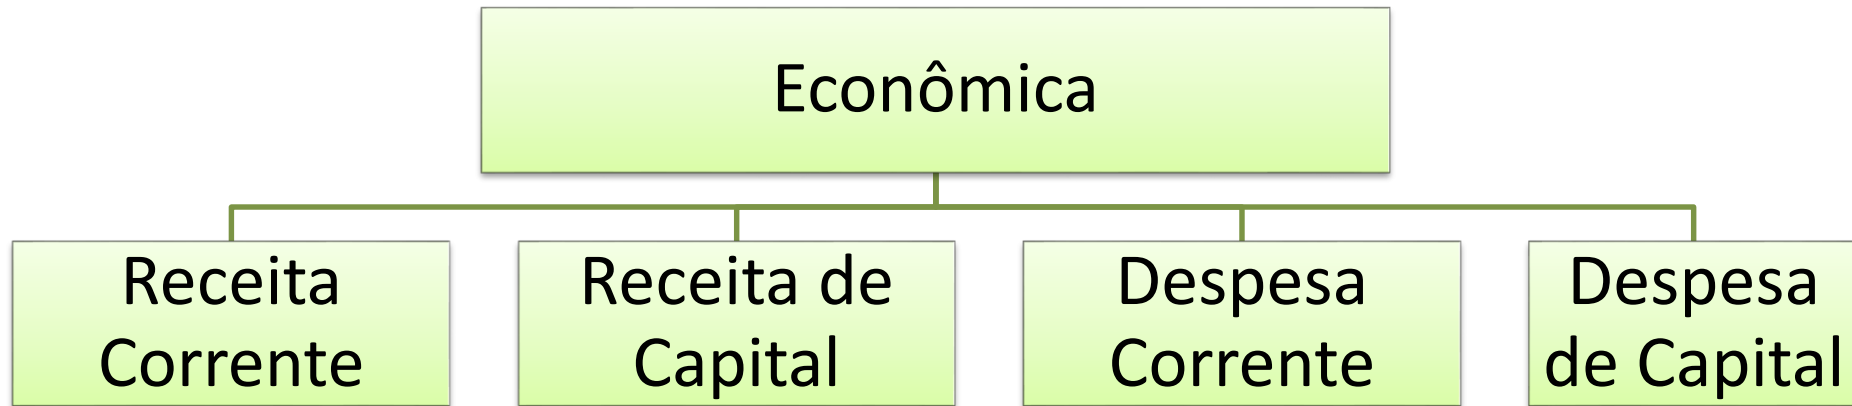 Econômica
Receita
Corrente
Receita de
Capital
Despesa
Corrente
Despesa
de Capital